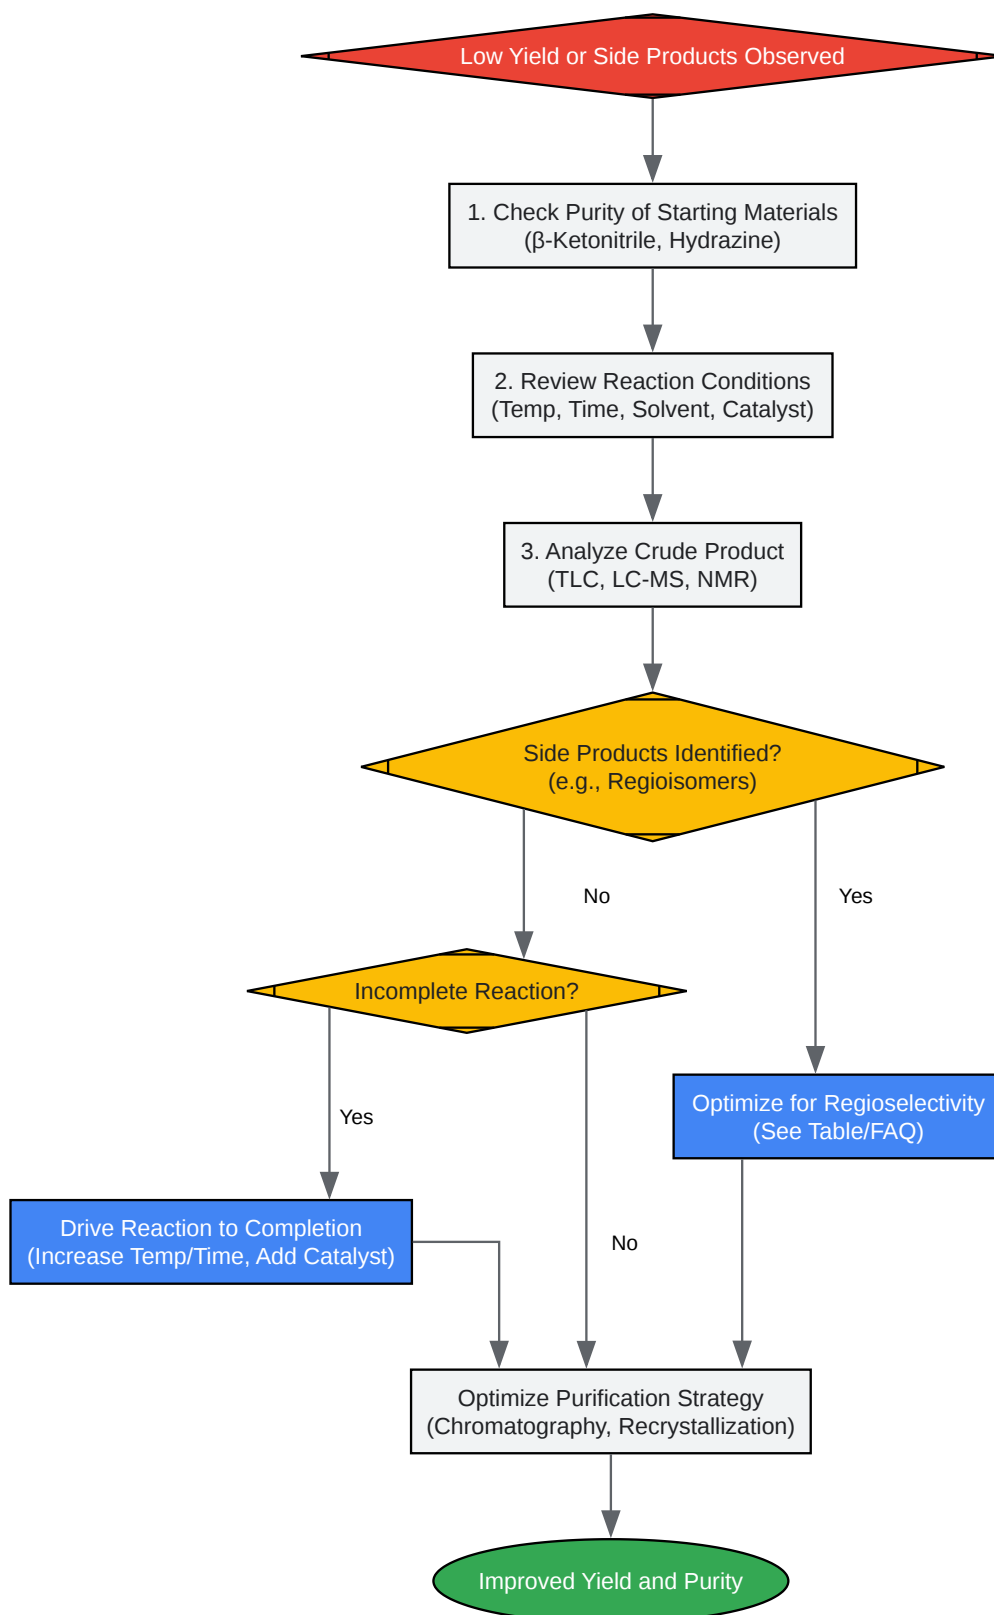 Low Yield or Side Products Observed
1. Check Purity of Starting Materials
(β-Ketonitrile, Hydrazine)
2. Review Reaction Conditions
(Temp, Time, Solvent, Catalyst)
3. Analyze Crude Product
(TLC, LC-MS, NMR)
Side Products Identified?
(e.g., Regioisomers)
No
Yes
Incomplete Reaction?
Optimize for Regioselectivity
(See Table/FAQ)
Yes
Drive Reaction to Completion
(Increase Temp/Time, Add Catalyst)
No
Optimize Purification Strategy
(Chromatography, Recrystallization)
Improved Yield and Purity